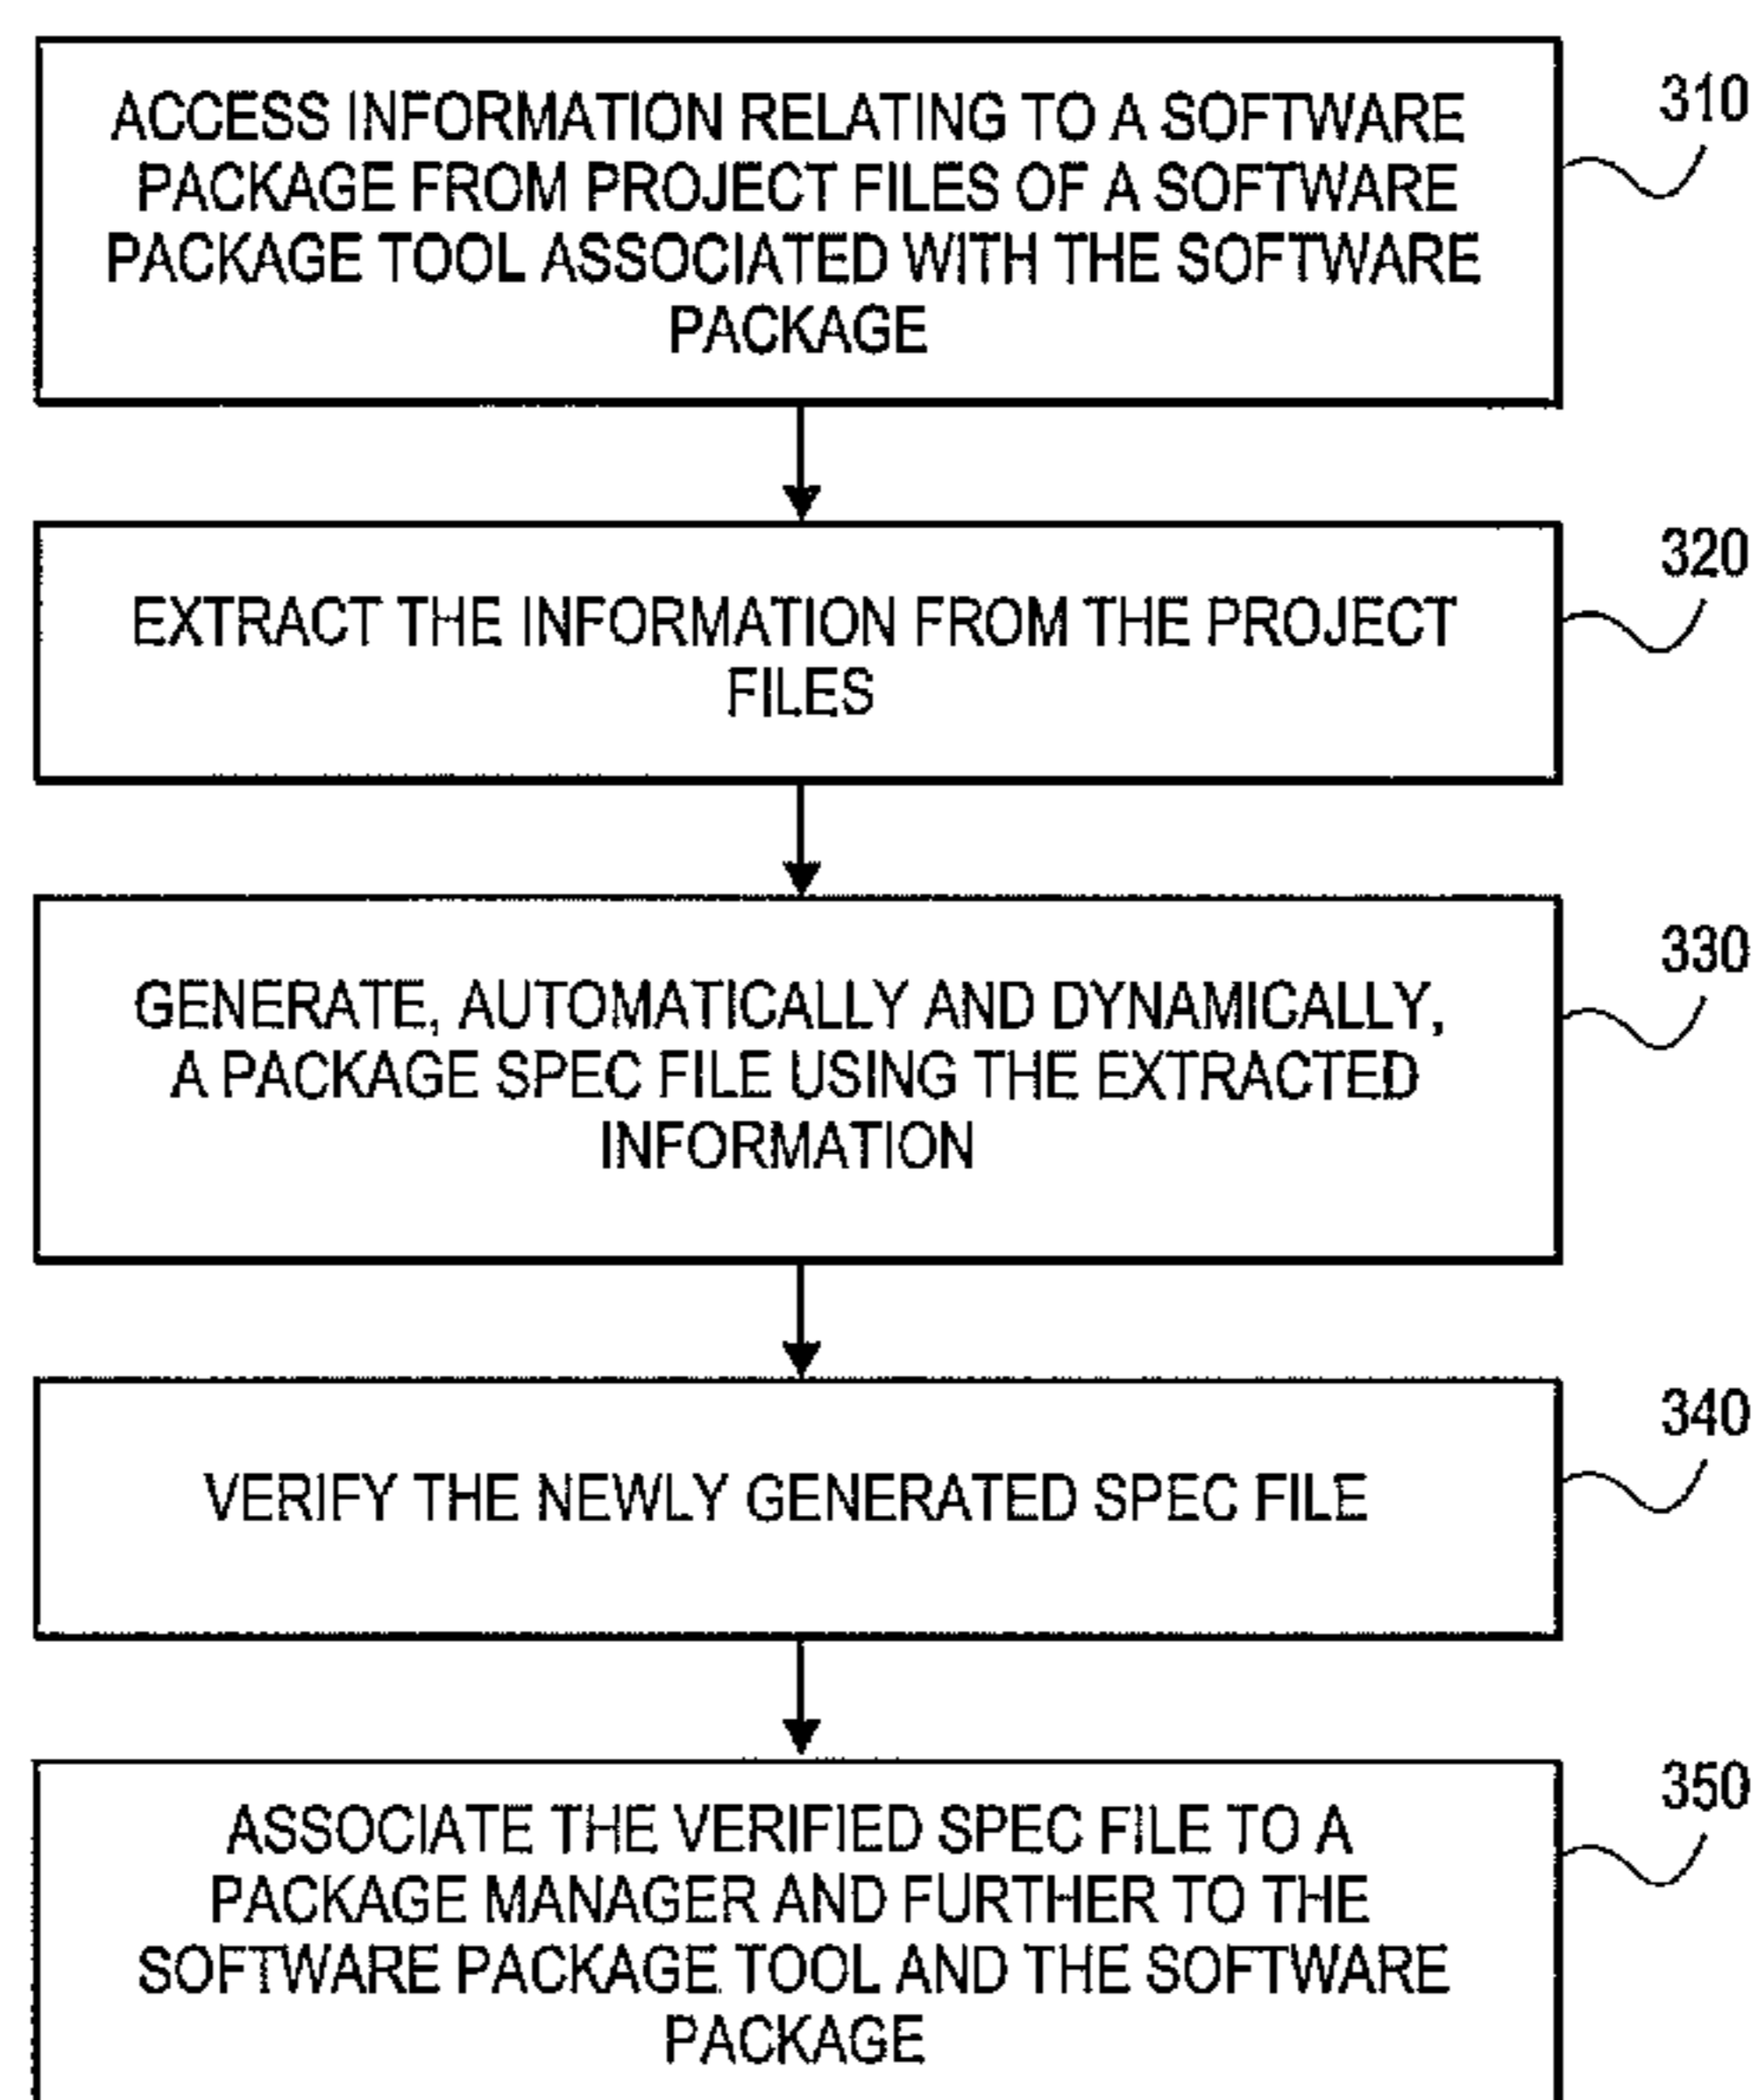 ACCESS INFORMATION RELATING TO A SOFTWARE
PACKAGE FROM PROJECT FILES OF A SOFTWARE
PACKAGE TOOL ASSOCIATED WITH THE SOFTWARE
PACKAGE
310
EXTRACT THE INFORMATION FROM THE PROJECT
FILES
320
GENERATE, AUTOMATICALLY AND DYNAMICALLY,
A PACKAGE SPEC FILE USING THE EXTRACTED
INFORMATION
330
VERIFY THE NEWLY GENERATED SPEC FILE
340
ASSOCIATE THE VERIFIED SPEC FILE TO A
PACKAGE MANAGER AND FURTHER TO THE
SOFTWARE PACKAGE TOOL AND THE SOFTWARE
PACKAGE
350